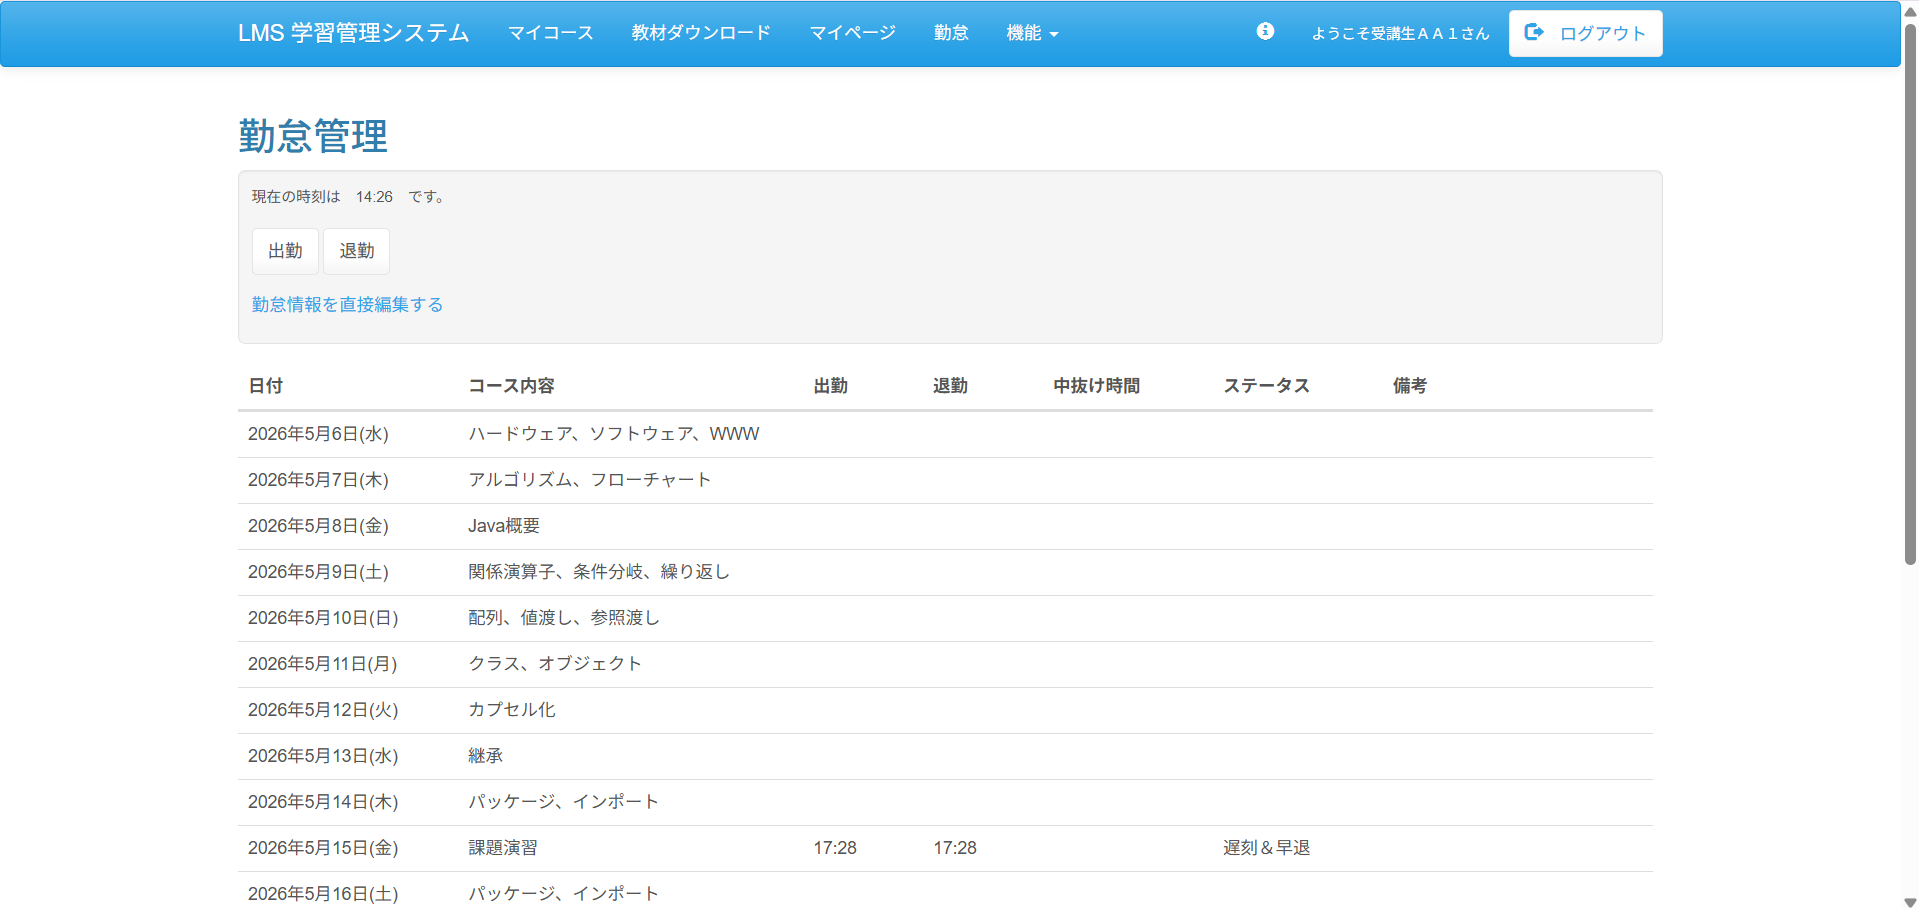 LMS 学習管理システム マイコース 教材ダウンロード マイページ 勤怠 機能 ようこそ受講生ＡＡ１さん ログアウト
勤怠管理
現在の時刻は　14:26　です。
出勤 退勤
勤怠情報を直接編集する
日付 コース内容 出勤 退勤 中抜け時間 ステータス 備考
2026年5月6日(水) ハードウェア、ソフトウェア、WWW
2026年5月7日(木) アルゴリズム、フローチャート
2026年5月8日(金) Java概要
2026年5月9日(土) 関係演算子、条件分岐、繰り返し
2026年5月10日(日) 配列、値渡し、参照渡し
2026年5月11日(月) クラス、オブジェクト
2026年5月12日(火) カプセル化
2026年5月13日(水) 継承
2026年5月14日(木) パッケージ、インポート
2026年5月15日(金) 課題演習 17:28 17:28 遅刻＆早退
2026年5月16日(土) パッケージ、インポート